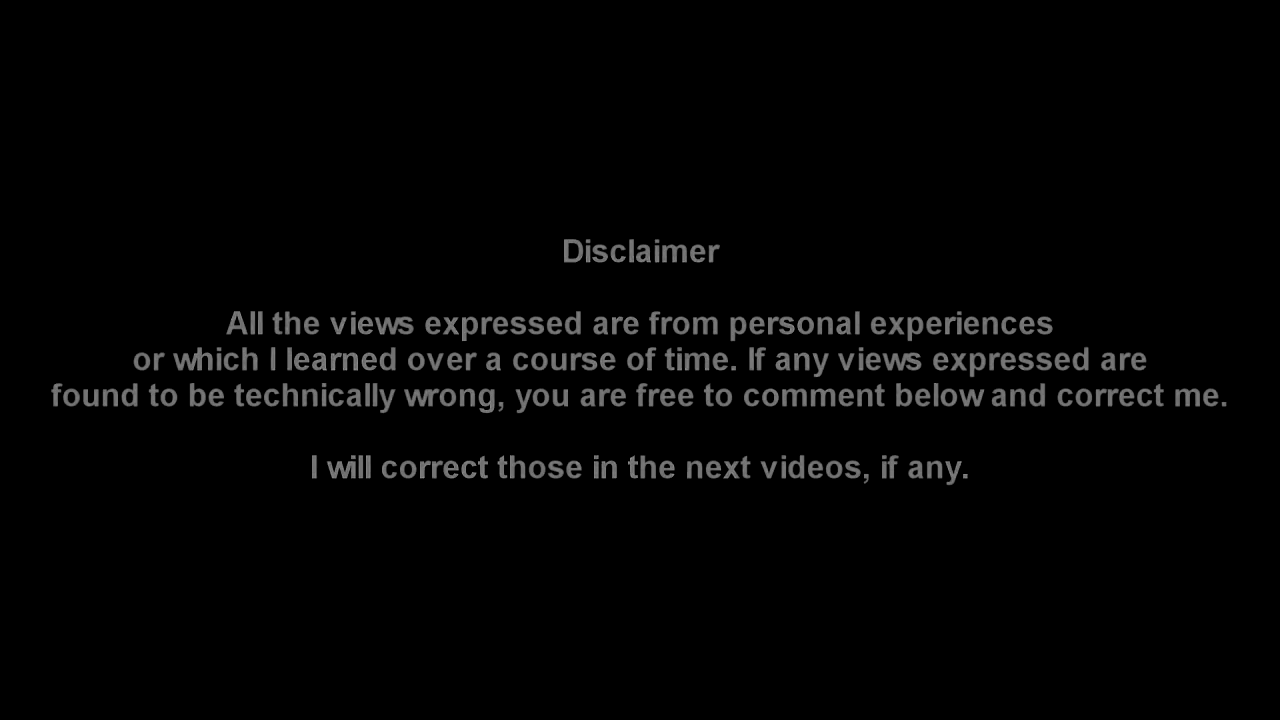 Disclaimer
All the views expressed are from personal experiences
or which I learned over a course of time. If any views expressed are
found to be technically wrong, you are free to comment below and correct me.
I will correct those in the next videos, if any.